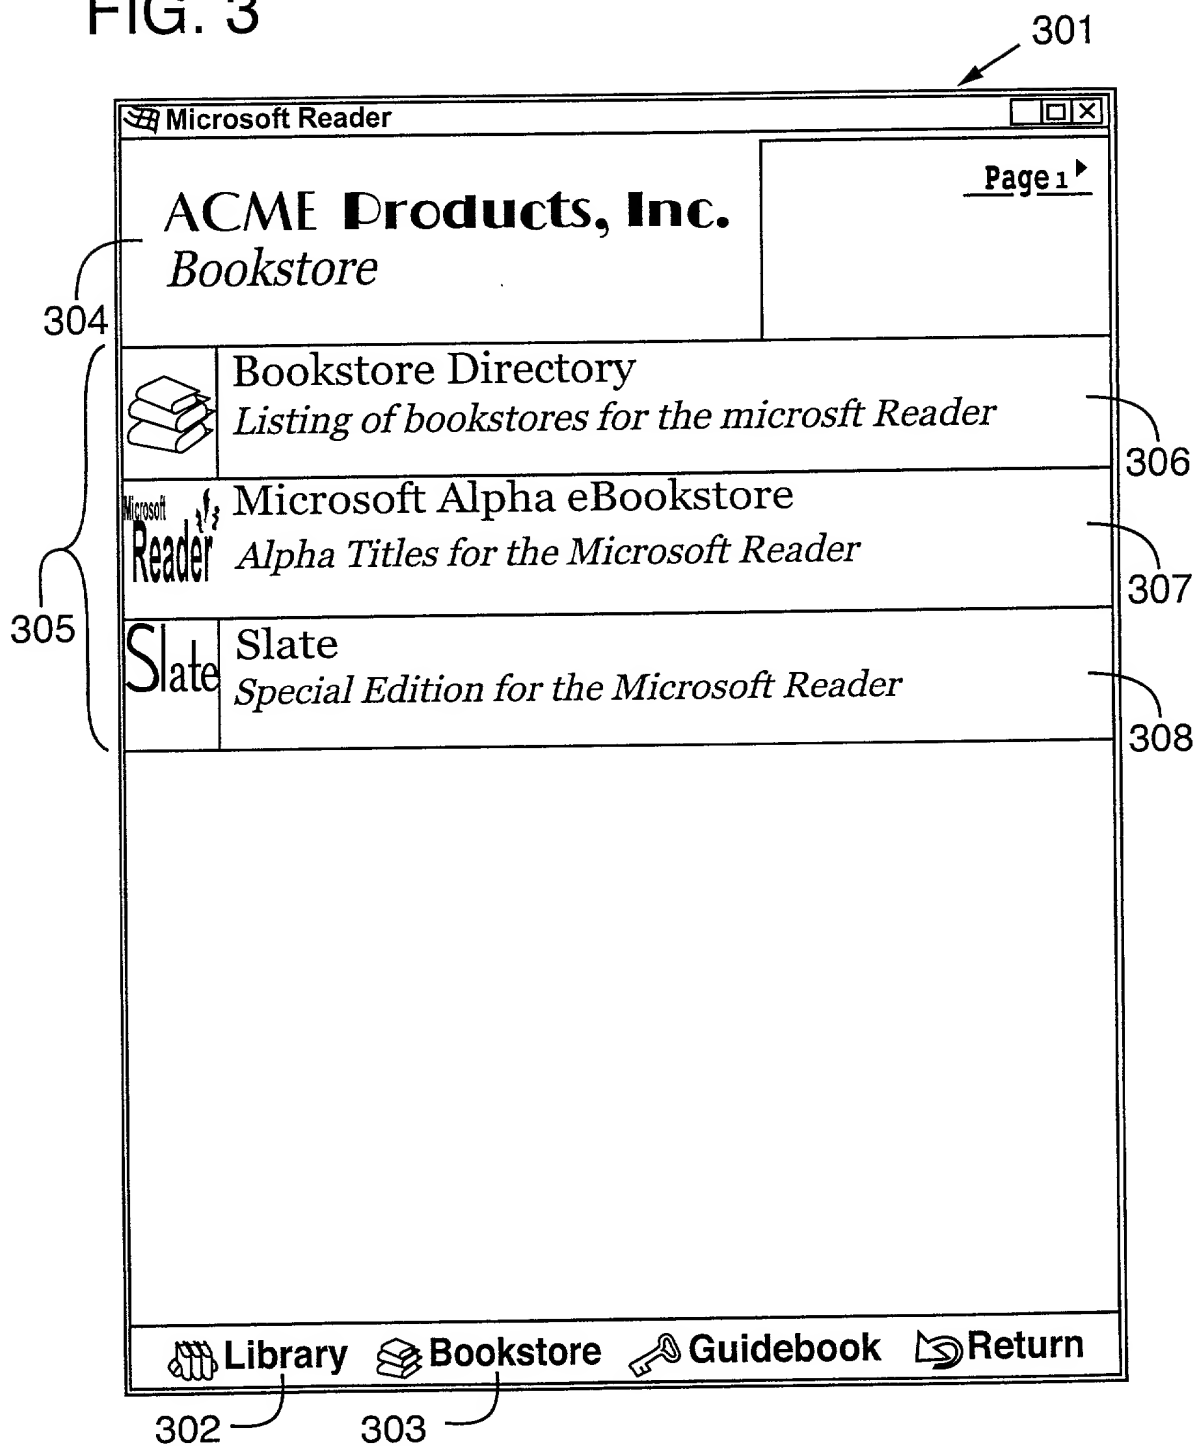 FIG. 3
301
Microsoft Reader
Page 1
ACME Products, Inc.
Bookstore
304
Bookstore Directory
Listing of bookstores for the microsft Reader
306
Microsoft
Reader
Microsoft Alpha eBookstore
Alpha Titles for the Microsoft Reader
307
305
Slate
Slate
Special Edition for the Microsoft Reader
308
Library Bookstore Guidebook Return
302 303